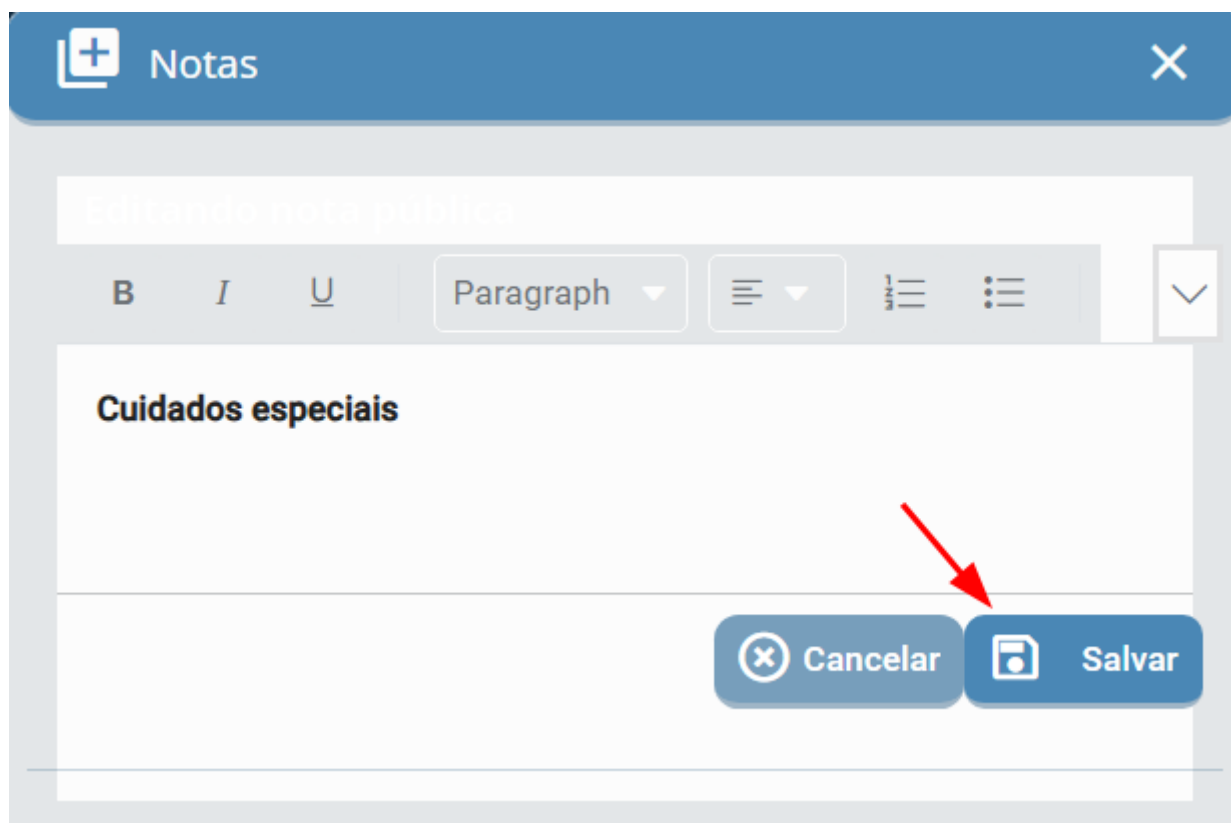 Notas
Editando nota pública
B I U Paragraph
Cuidados especiais
Cancelar Salvar